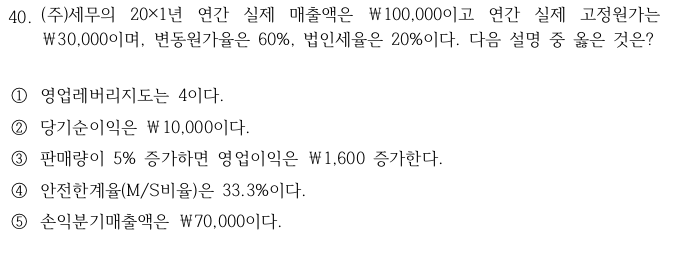 40. (주)세무의 20×1년 연간 실제 매출액은 ₩100,000이고 연간 실제 고정원가는
₩30,000이며, 변동원가율은 60%, 법인세율은 20%이다. 다음 설명 중 옳은 것은?
① 영업레버리지도는 4이다.
② 당기순이익은 ₩10,000이다.
③ 판매량이 5% 증가하면 영업이익은 ₩1,600 증가한다.
④ 안전한계율(M/S비율)은 33.3%이다.
⑤ 손익분기매출액은 ₩70,000이다.